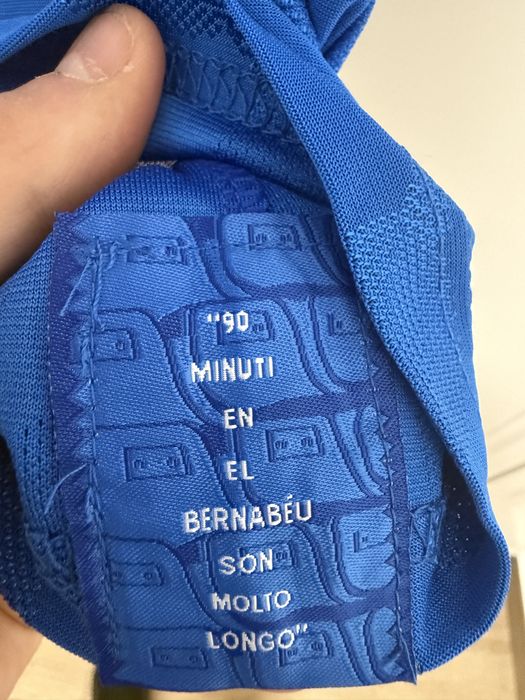 "90
MINUTI
EN
EL
BERNABÉU
SON
MOLTO
LONGO"